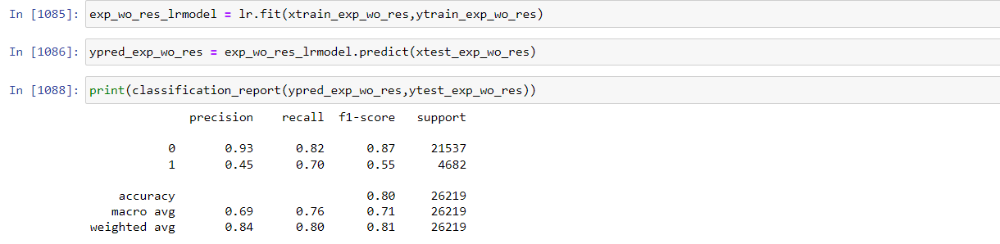 In [1085]: exp_wo_res_lrmodel = lr.fit(xtrain_exp_wo_res,ytrain_exp_wo_res)
In [1086]: ypred_exp_wo_res = exp_wo_res_lrmodel.predict(xtest_exp_wo_res)
In [1088]: print(classification_report(ypred_exp_wo_res,ytest_exp_wo_res))
precision recall f1-score support
0 0.93 0.82 0.87 21537
1 0.45 0.70 0.55 4682
accuracy 0.80 26219
macro avg 0.69 0.76 0.71 26219
weighted avg 0.84 0.80 0.81 26219